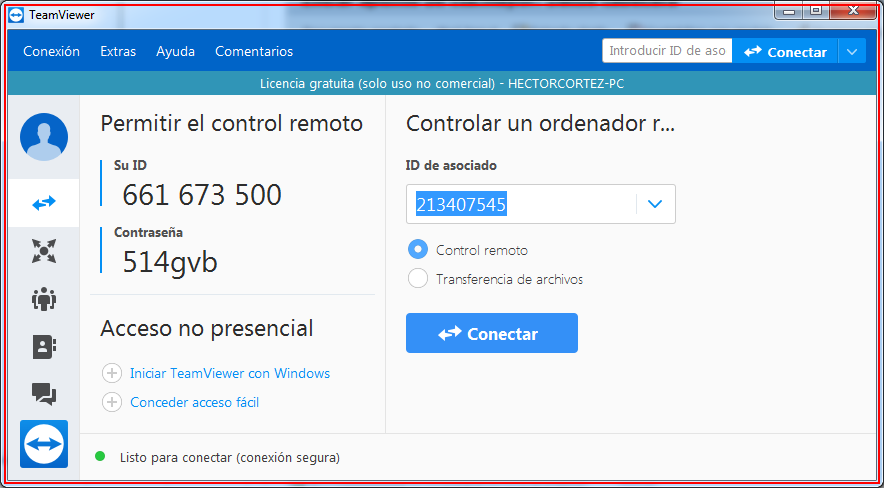 TeamViewer
Conexión Extras Ayuda Comentarios Introducir ID de aso Conectar
Licencia gratuita (solo uso no comercial) - HECTORCORTEZ-PC
Permitir el control remoto
Su ID
661 673 500
Contraseña
514gvb
Acceso no presencial
Iniciar TeamViewer con Windows
Conceder acceso fácil
Controlar un ordenador r...
ID de asociado
213407545
Control remoto
Transferencia de archivos
Conectar
Listo para conectar (conexión segura)